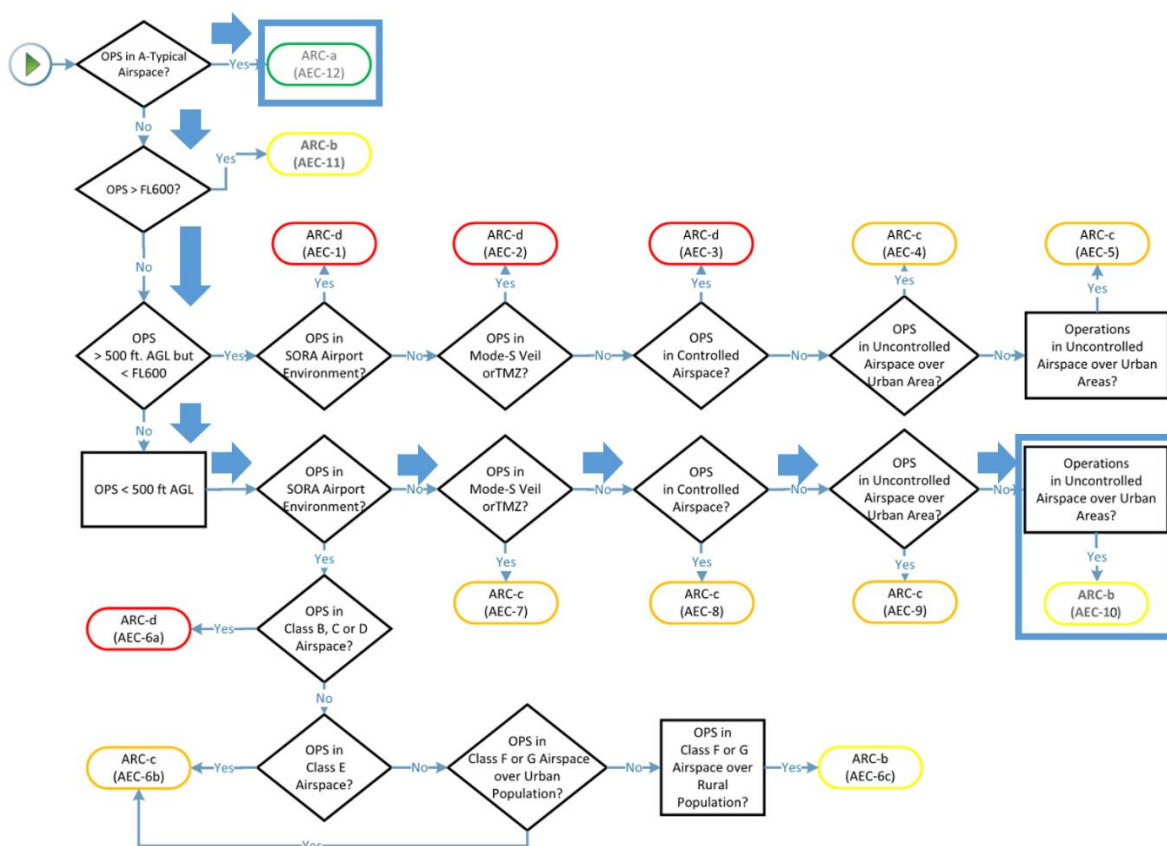 OPS in A-Typical
Airspace?
Yes
ARC-a
(AEC-12)
No
OPS > FL600?
Yes
ARC-b
(AEC-11)
No
ARC-d
(AEC-1)
ARC-d
(AEC-2)
ARC-d
(AEC-3)
ARC-c
(AEC-4)
ARC-c
(AEC-5)
Yes
Yes
Yes
Yes
Yes
OPS
> 500 ft. AGL but
< FL600
Yes
OPS in
SORA Airport
Environment?
No
OPS in
Mode-S Veil
orTMZ?
No
OPS
in Controlled
Airspace?
No
OPS
in Uncontrolled
Airspace over
Urban Area?
No
Operations
in Uncontrolled
Airspace over Urban
Areas?
No
OPS < 500 ft AGL
OPS in
SORA Airport
Environment?
No
OPS in
Mode-S Veil
orTMZ?
No
OPS
in Controlled
Airspace?
No
OPS
in Uncontrolled
Airspace over
Urban Area?
No
Operations
in Uncontrolled
Airspace over Urban
Areas?
Yes
Yes
Yes
Yes
Yes
ARC-c
(AEC-7)
ARC-c
(AEC-8)
ARC-c
(AEC-9)
ARC-b
(AEC-10)
ARC-d
(AEC-6a)
Yes
OPS in
Class B, C or D
Airspace?
No
ARC-c
(AEC-6b)
Yes
OPS in
Class E
Airspace?
No
OPS in
Class F or G Airspace
over Urban
Population?
No
OPS in
Class F or G
Airspace over
Rural
Population?
Yes
ARC-b
(AEC-6c)
Yes